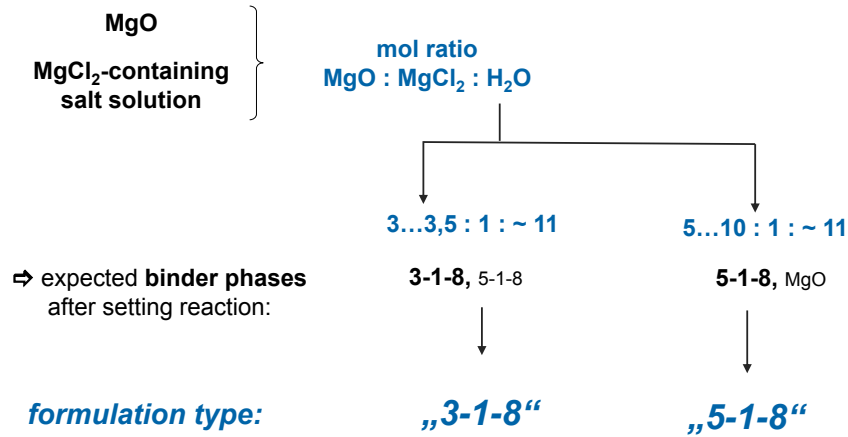 MgO
MgCl₂-containing
salt solution
mol ratio
MgO : MgCl₂ : H₂O
3…3,5 : 1 : ~ 11
5…10 : 1 : ~ 11
⇨ expected binder phases
after setting reaction:
3-1-8, 5-1-8
5-1-8, MgO
formulation type:
„3-1-8“
„5-1-8“